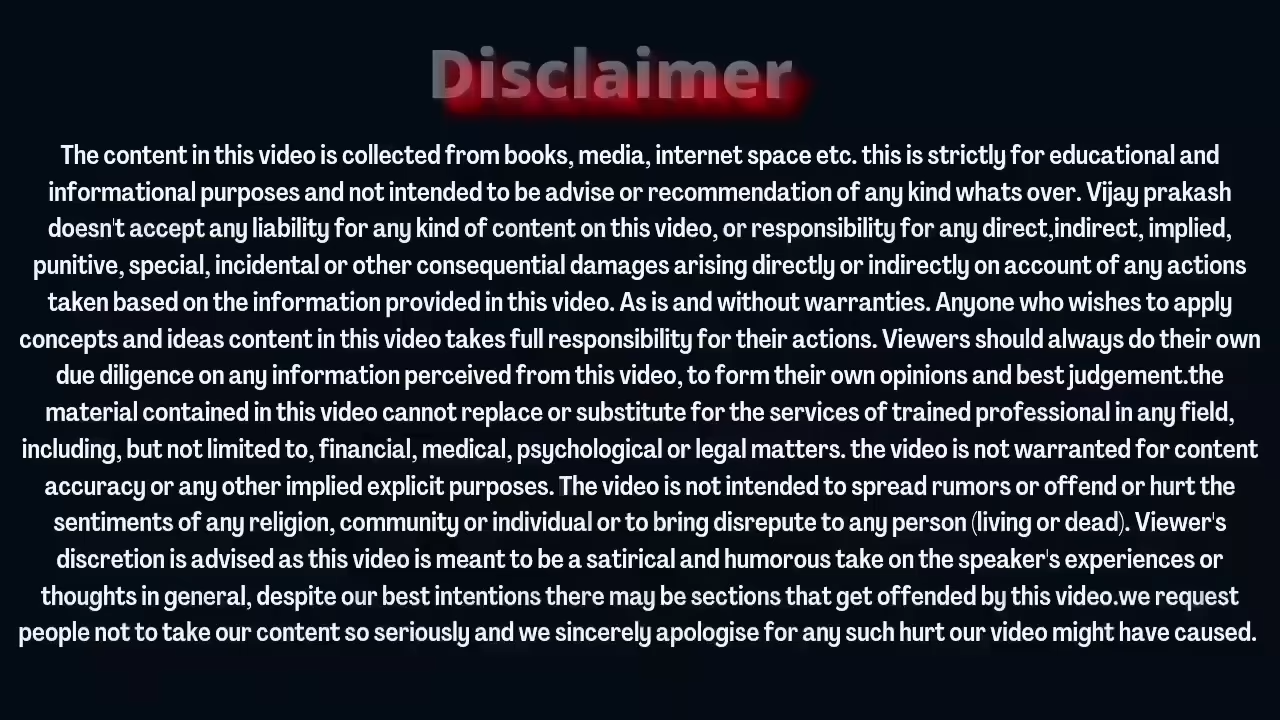 Disclaimer
The content in this video is collected from books, media, internet space etc. this is strictly for educational and
informational purposes and not intended to be advise or recommendation of any kind whats over. Vijay prakash
doesn't accept any liability for any kind of content on this video, or responsibility for any direct,indirect, implied,
punitive, special, incidental or other consequential damages arising directly or indirectly on account of any actions
taken based on the information provided in this video. As is and without warranties. Anyone who wishes to apply
concepts and ideas content in this video takes full responsibility for their actions. Viewers should always do their own
due diligence on any information perceived from this video, to form their own opinions and best judgement.the
material contained in this video cannot replace or substitute for the services of trained professional in any field,
including, but not limited to, financial, medical, psychological or legal matters. the video is not warranted for content
accuracy or any other implied explicit purposes. The video is not intended to spread rumors or offend or hurt the
sentiments of any religion, community or individual or to bring disrepute to any person (living or dead). Viewer's
discretion is advised as this video is meant to be a satirical and humorous take on the speaker's experiences or
thoughts in general, despite our best intentions there may be sections that get offended by this video.we request
people not to take our content so seriously and we sincerely apologise for any such hurt our video might have caused.